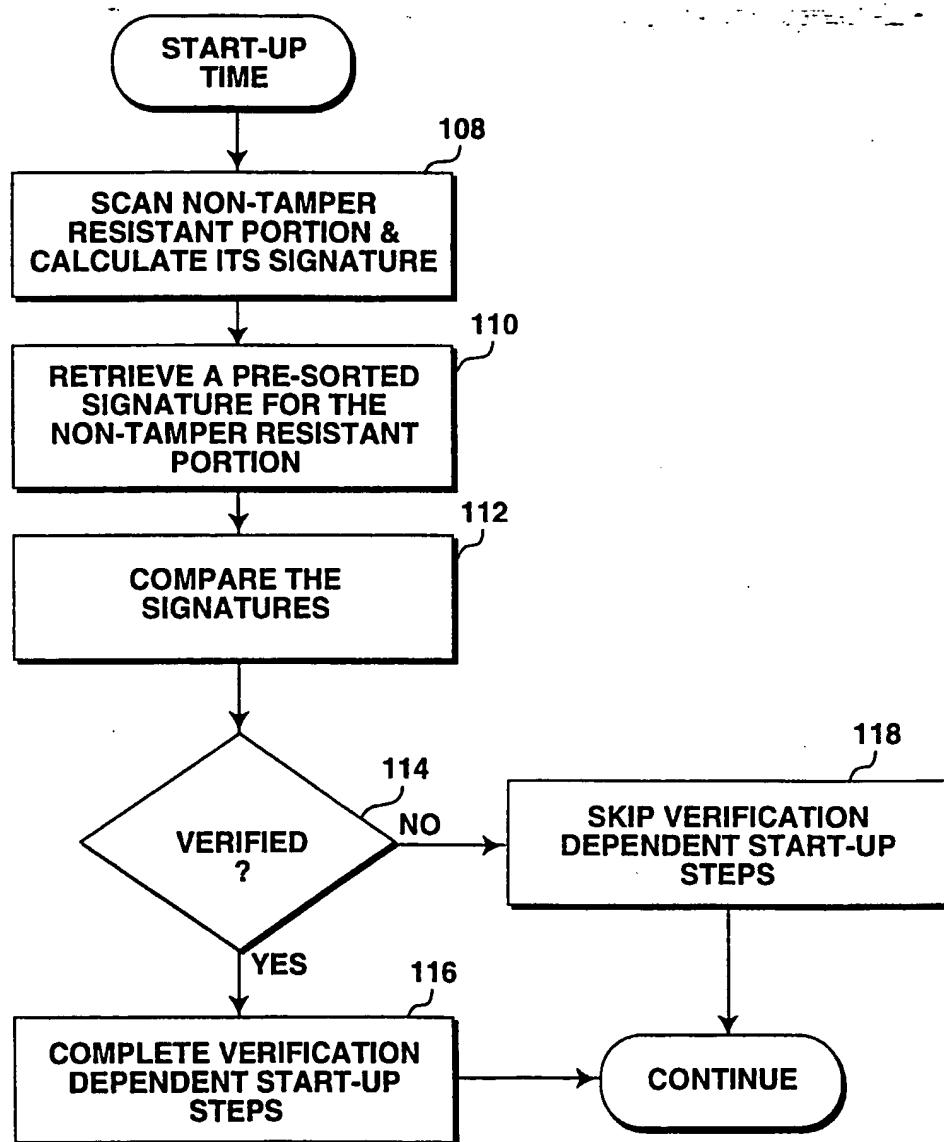 START-UP
TIME
108
SCAN NON-TAMPER
RESISTANT PORTION &
CALCULATE ITS SIGNATURE
110
RETRIEVE A PRE-SORTED
SIGNATURE FOR THE
NON-TAMPER RESISTANT
PORTION
112
COMPARE THE
SIGNATURES
114
VERIFIED
?
NO
118
SKIP VERIFICATION
DEPENDENT START-UP
STEPS
YES
116
COMPLETE VERIFICATION
DEPENDENT START-UP
STEPS
CONTINUE